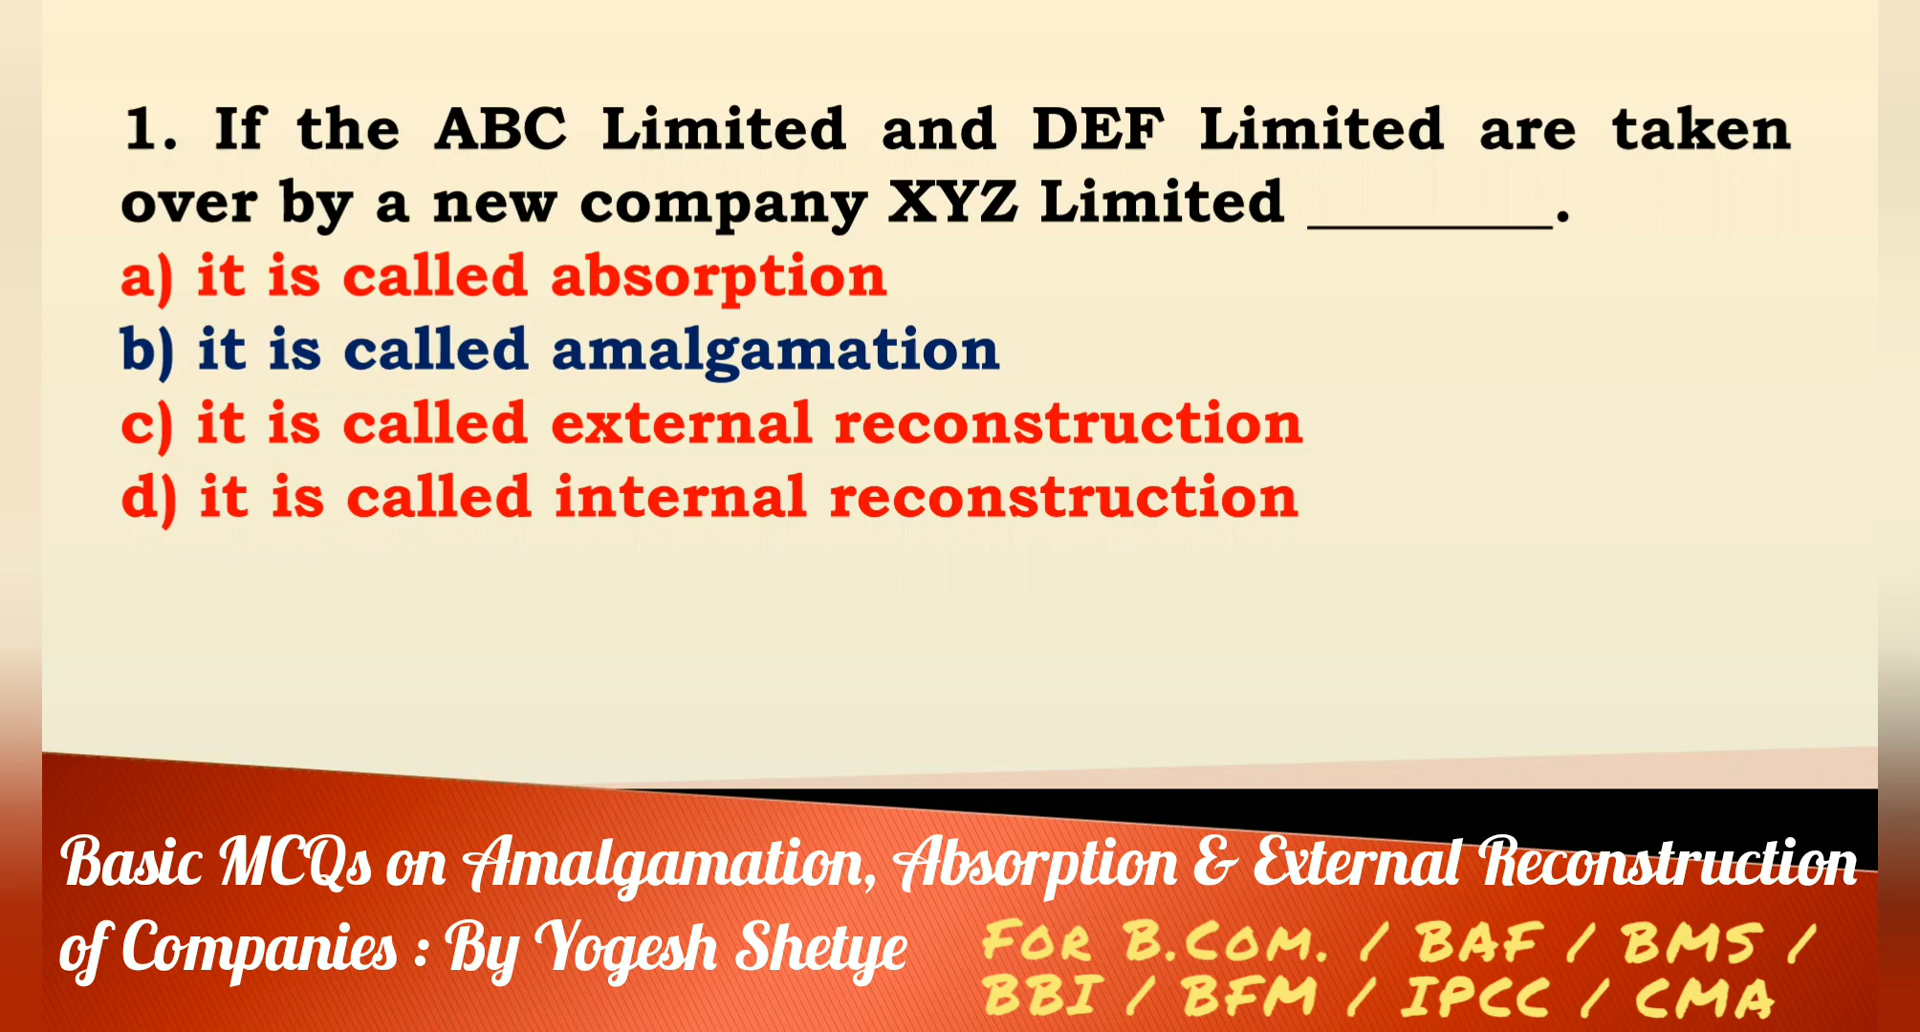 1. If the ABC Limited and DEF Limited are taken
over by a new company XYZ Limited ________.
a) it is called absorption
b) it is called amalgamation
c) it is called external reconstruction
d) it is called internal reconstruction
Basic MCQs on Amalgamation, Absorption & External Reconstruction
of Companies : By Yogesh Shetye
FOR B.COM. / BAF / BMS /
BBI / BFM / IPCC / CMA